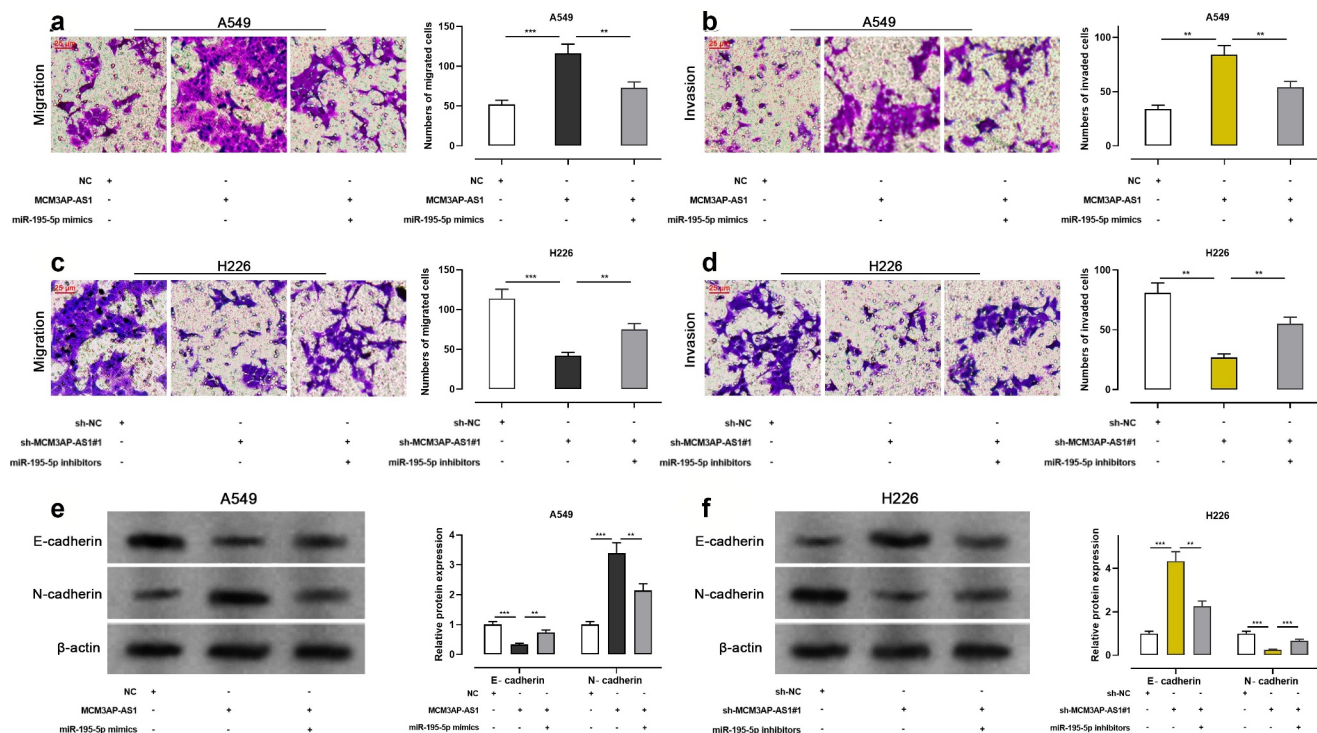 a
A549
25 μm
Migration
NC + - -
MCM3AP-AS1 - + +
miR-195-5p mimics - - +
A549
Numbers of migrated cells
150
100
50
0
*** **
NC + - -
MCM3AP-AS1 - + +
miR-195-5p mimics - - +
b
A549
25 μm
Invasion
NC + - -
MCM3AP-AS1 - + +
miR-195-5p mimics - - +
A549
Numbers of invaded cells
100
50
0
** **
NC + - -
MCM3AP-AS1 - + +
miR-195-5p mimics - - +
c
H226
25 μm
Migration
sh-NC + - -
sh-MCM3AP-AS1#1 - + +
miR-195-5p inhibitors - - +
H226
Numbers of migrated cells
150
100
50
0
*** **
sh-NC + - -
sh-MCM3AP-AS1#1 - + +
miR-195-5p inhibitors - - +
d
H226
25 μm
Invasion
sh-NC + - -
sh-MCM3AP-AS1#1 - + +
miR-195-5p inhibitors - - +
H226
Numbers of invaded cells
100
50
0
** **
sh-NC + - -
sh-MCM3AP-AS1#1 - + +
miR-195-5p inhibitors - - +
e
A549
E-cadherin
N-cadherin
β-actin
NC + - -
MCM3AP-AS1 - + +
miR-195-5p mimics - - +
A549
Relative protein expression
4
3
2
1
0
*** ** *** **
E- cadherin N- cadherin
NC + - - + - -
MCM3AP-AS1 - + + - + +
miR-195-5p mimics - - + - - +
f
H226
E-cadherin
N-cadherin
β-actin
sh-NC + - -
sh-MCM3AP-AS1#1 - + +
miR-195-5p inhibitors - - +
H226
Relative protein expression
4
2
0
*** ** *** ***
E- cadherin N- cadherin
sh-NC + - - + - -
sh-MCM3AP-AS1#1 - + + - + +
miR-195-5p inhibitors - - + - - +